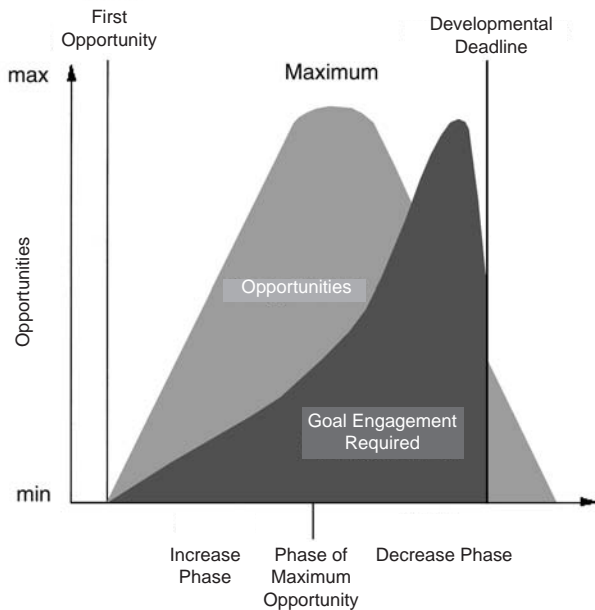 First
Opportunity
Developmental
Deadline
max
Maximum
Opportunities
Opportunities
Goal Engagement
Required
min
Increase
Phase
Phase of
Maximum
Opportunity
Decrease Phase